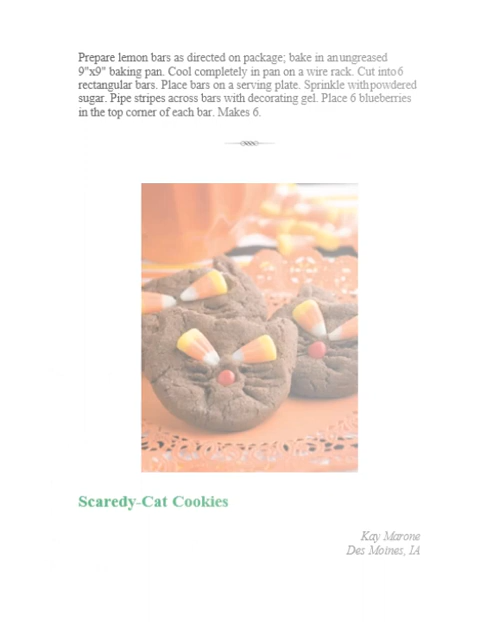 Prepare lemon bars as directed on package; bake in an ungreased
9"x9" baking pan. Cool completely in pan on a wire rack. Cut into 6
rectangular bars. Place bars on a serving plate. Sprinkle with powdered
sugar. Pipe stripes across bars with decorating gel. Place 6 blueberries
in the top corner of each bar. Makes 6.
Scaredy-Cat Cookies
Kay Marone
Des Moines, IA